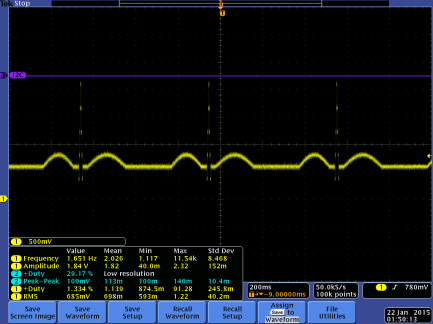 Tek Stop
I2C
1 500mV
Value Mean Min Max Std Dev
1 Frequency 1.651 Hz 2.026 1.117 11.54k 8.468
1 Amplitude 1.84 V 1.82 40.0m 2.32 152m
2 +Duty 29.17 % Low resolution
2 Peak-Peak 100mV 113m 100m 140m 10.4m
1 +Duty 1.334 % 1.139 874.5m 91.28 245.8m
1 RMS 685mV 698m 300m 1.22 40.2m
200ms 50.0kS/s 1 780mV
-9.00000ms 100k points
Save Screen Image
Save Waveform
Save Setup
Recall Waveform
Recall Setup
Assign Save to Waveform
File Utilities
22 Jan 2015
01:50:13